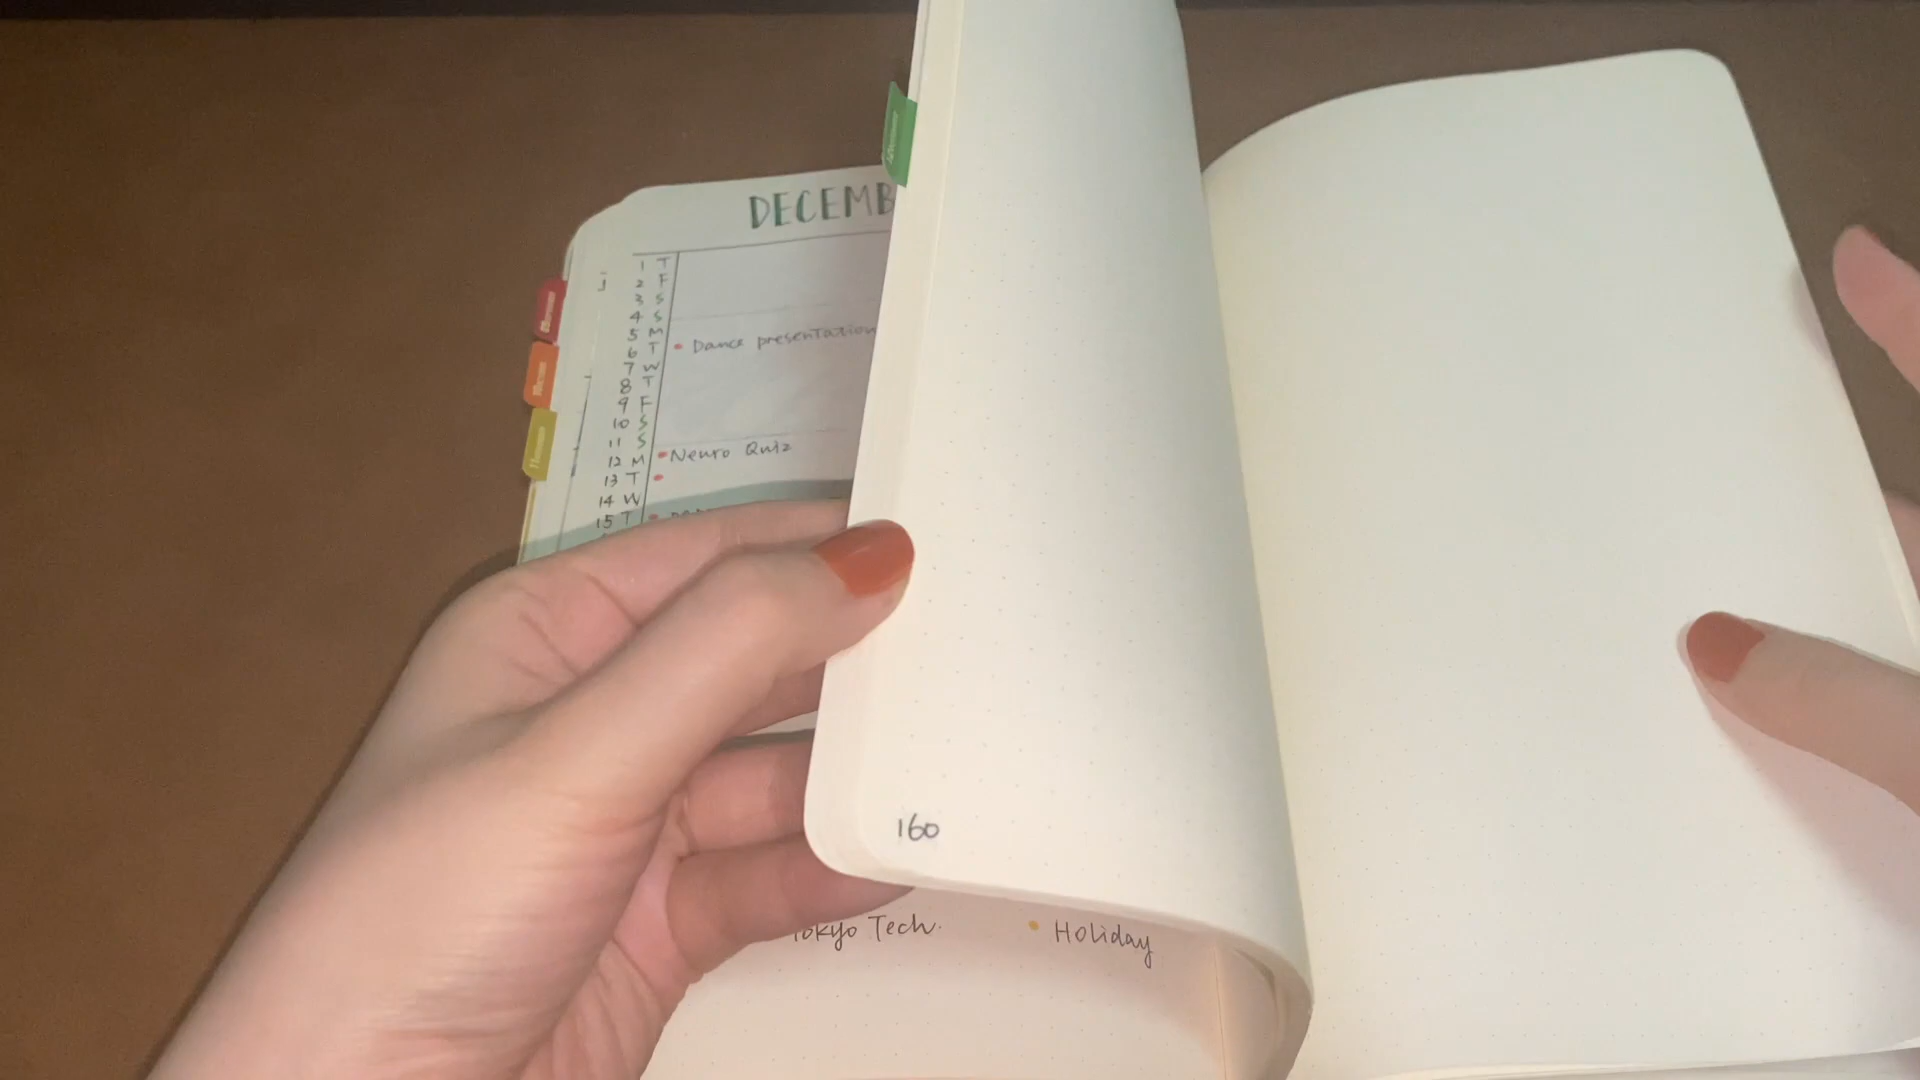 DECEMB
1 T
2 F
3 S
4 S
5 M
6 T • Dance presentation
7 W
8 T
9 F
10 S
11 S
12 M • Neuro Quiz
13 T •
14 W
15 T •
160
Tokyo Tech.
• Holiday